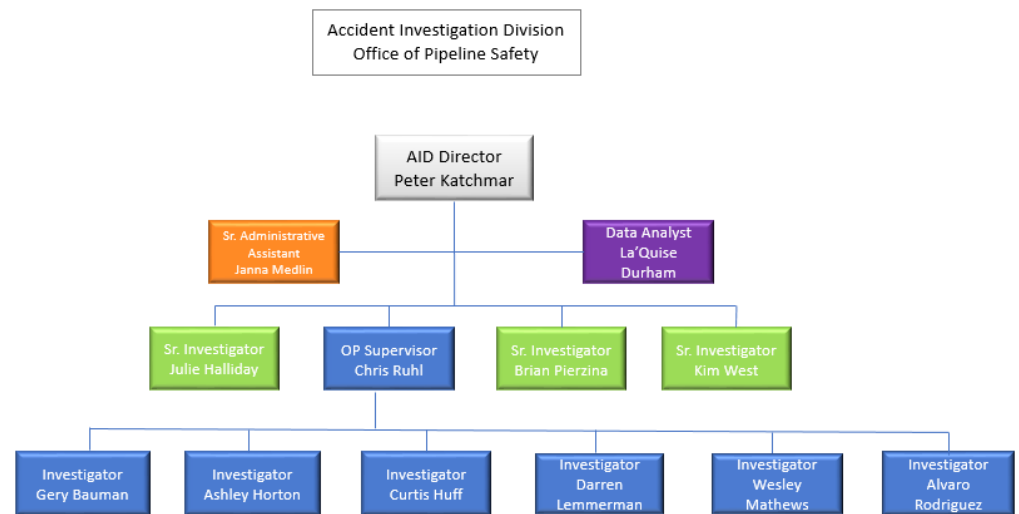 Accident Investigation Division
Office of Pipeline Safety
AID Director
Peter Katchmar
Sr. Administrative
Assistant
Janna Medlin
Data Analyst
La’Quise
Durham
Sr. Investigator
Julie Halliday
OP Supervisor
Chris Ruhl
Sr. Investigator
Brian Pierzina
Sr. Investigator
Kim West
Investigator
Gery Bauman
Investigator
Ashley Horton
Investigator
Curtis Huff
Investigator
Darren
Lemmerman
Investigator
Wesley
Mathews
Investigator
Alvaro
Rodriguez